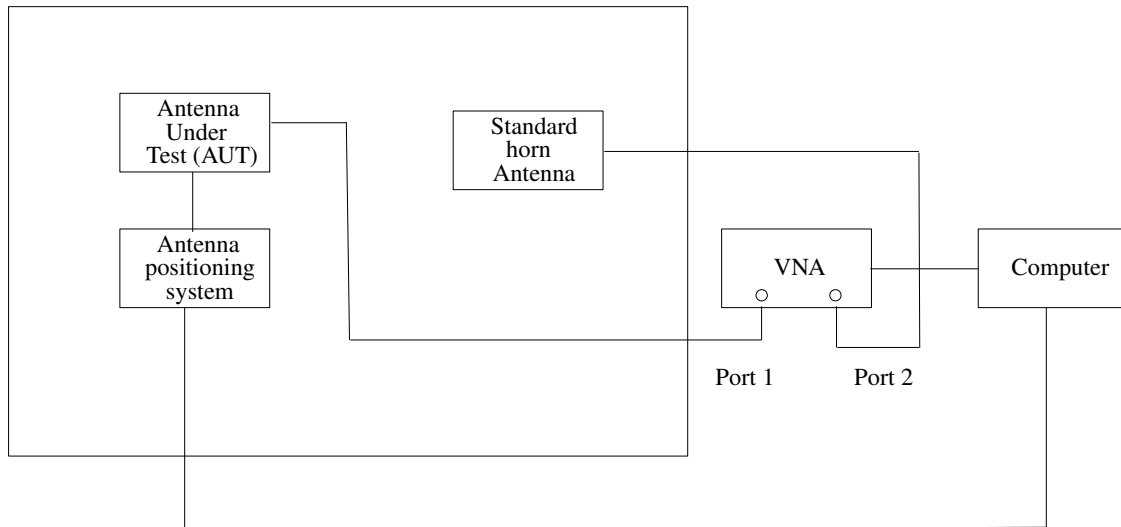 Antenna
Under
Test (AUT)
Standard
horn
Antenna
Antenna
positioning
system
VNA
Computer
Port 1
Port 2